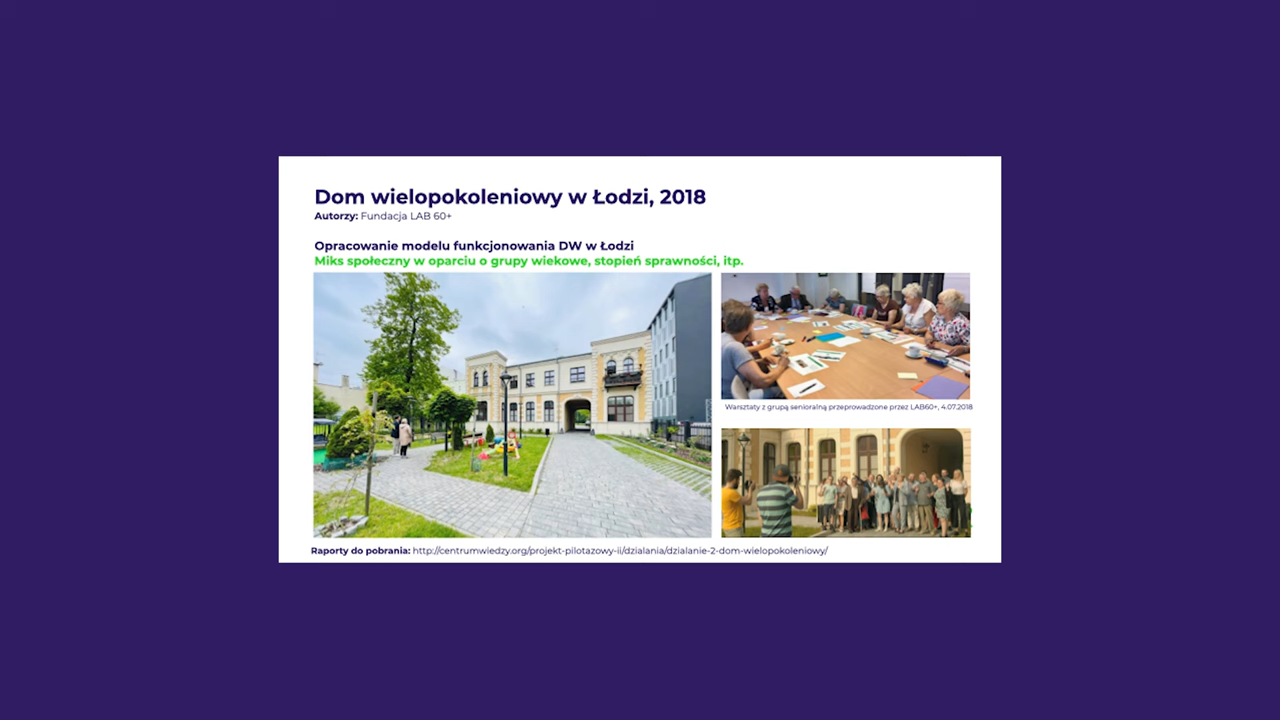 Dom wielopokoleniowy w Łodzi, 2018
Autorzy: Fundacja LAB 60+
Opracowanie modelu funkcjonowania DW w Łodzi
Miks społeczny w oparciu o grupy wiekowe, stopień sprawności, itp.
Warsztaty z grupą senioralną przeprowadzone przez LAB60+, 4.07.2018
Raporty do pobrania: http://centrumwiedzy.org/projekt-pilotazowy-ii/dzialania/dzialanie-2-dom-wielopokoleniowy/